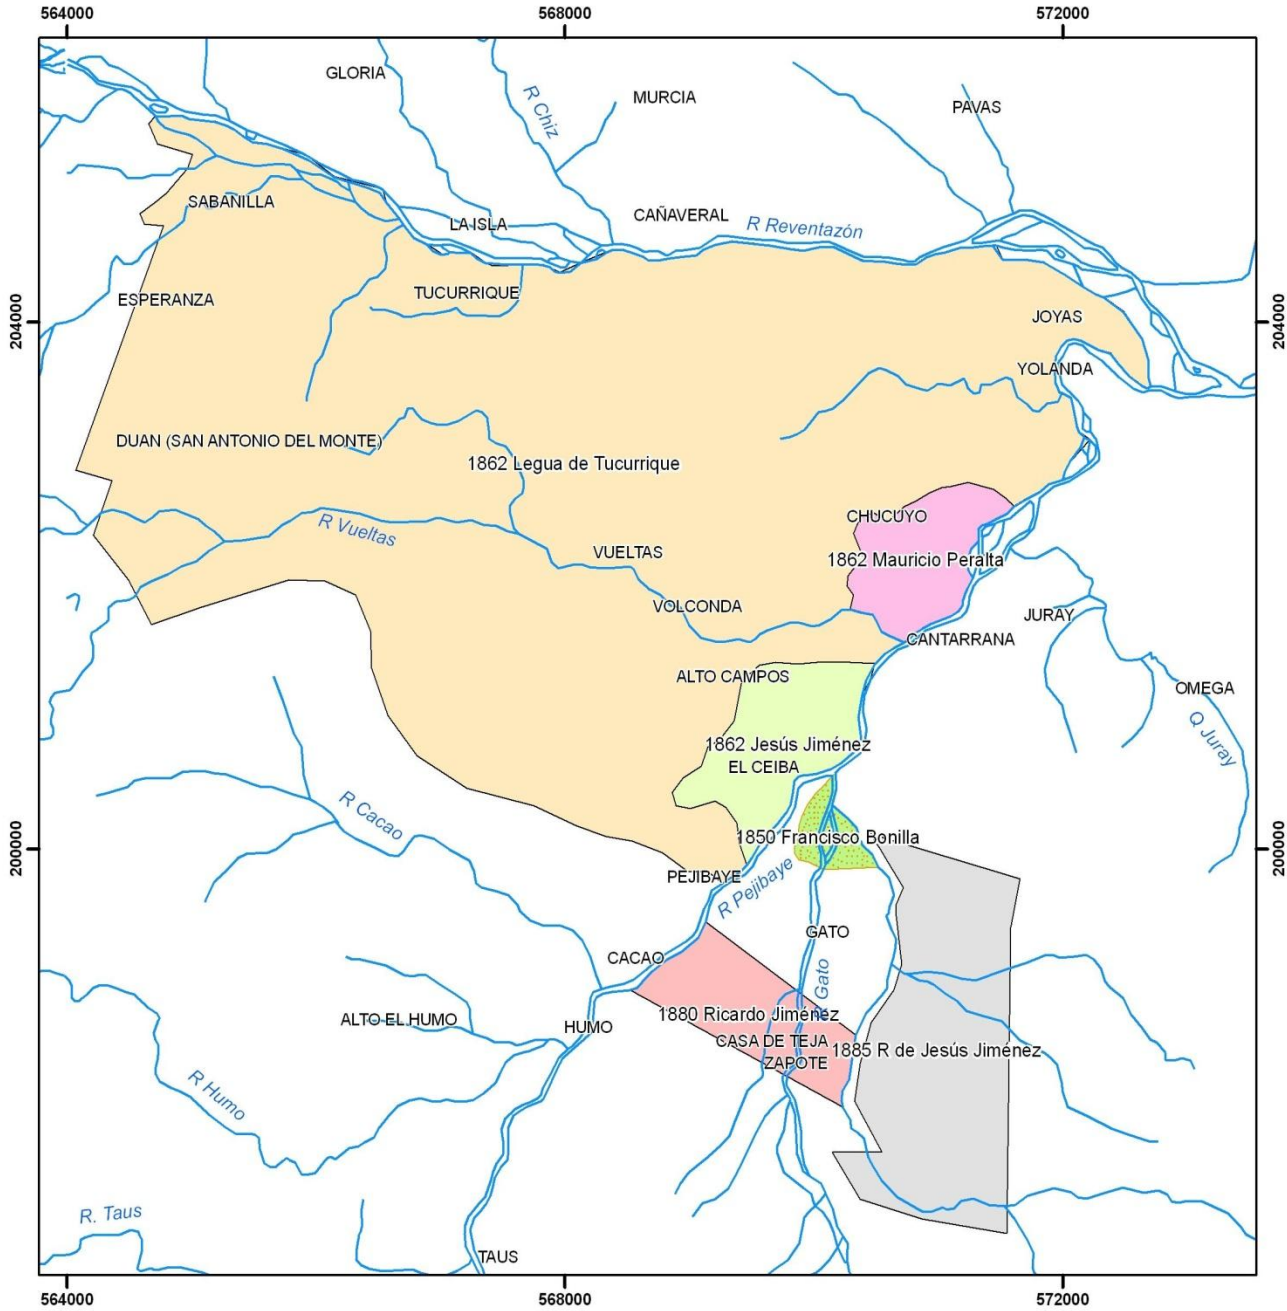 564000
568000
572000
GLORIA
R Chiz
MURCIA
PAVAS
SABANILLA
LA ISLA
CAÑAVERAL
R Reventazón
ESPERANZA
TUCURRIQUE
JOYAS
204000
204000
YOLANDA
DUAN (SAN ANTONIO DEL MONTE)
1862 Legua de Tucurrique
R Vueltas
CHUCUYO
VUELTAS
1862 Mauricio Peralta
VOLCONDA
JURAY
CANTARRANA
ALTO CAMPOS
OMEGA
Q Juray
1862 Jesús Jiménez
EL CEIBA
R Cacao
1850 Francisco Bonilla
200000
200000
PEJIBAYE
R Pejibaye
GATO
CACAO
R Gato
1880 Ricardo Jiménez
ALTO EL HUMO
HUMO
CASA DE TEJA
1885 R de Jesús Jiménez
ZAPOTE
R Humo
R. Taus
TAUS
564000
568000
572000